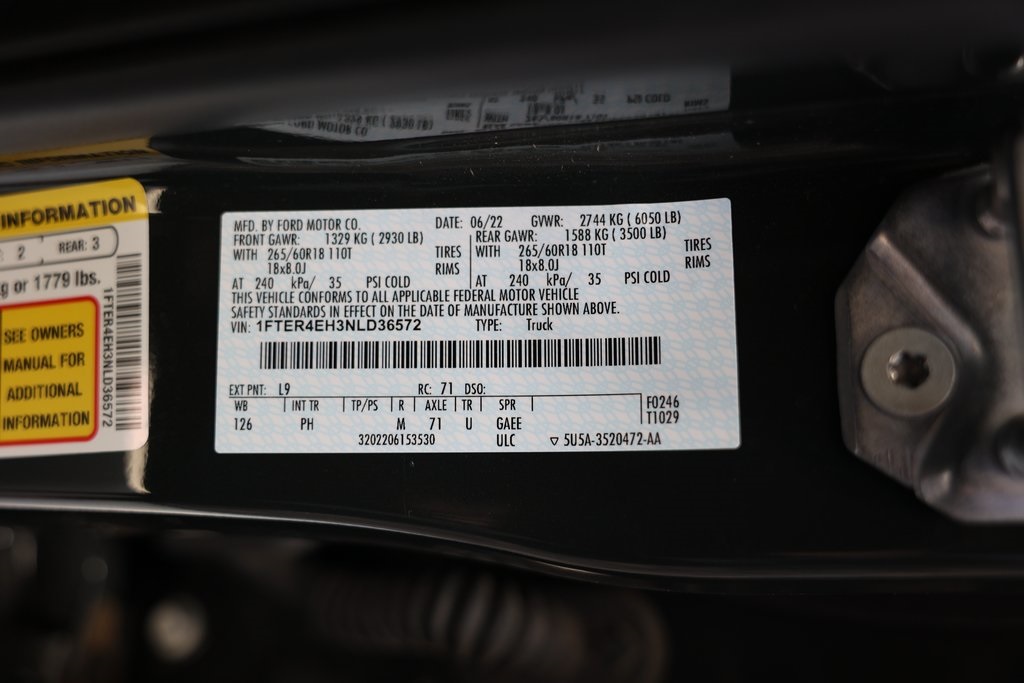 240 kPa/ 35 PSI COLD
INFORMATION
2 REAR: 3
g or 1779 lbs.
SEE OWNERS
MANUAL FOR
ADDITIONAL
INFORMATION
1FTER4EH3NLD36572
MFD. BY FORD MOTOR CO. DATE: 06/22 GVWR: 2744 KG ( 6050 LB)
FRONT GAWR: 1329 KG ( 2930 LB) REAR GAWR: 1588 KG ( 3500 LB)
WITH 265/60R18 110T TIRES WITH 265/60R18 110T TIRES
18x8.0J RIMS 18x8.0J RIMS
AT 240 kPa/ 35 PSI COLD AT 240 kPa/ 35 PSI COLD
THIS VEHICLE CONFORMS TO ALL APPLICABLE FEDERAL MOTOR VEHICLE
SAFETY STANDARDS IN EFFECT ON THE DATE OF MANUFACTURE SHOWN ABOVE.
VIN: 1FTER4EH3NLD36572 TYPE: Truck
EXT PNT: L9 RC: 71 DSO:
WB INT TR TP/PS R AXLE TR SPR F0246
126 PH M 71 U GAEE T1029
3202206153530 ULC ▽ 5U5A-3520472-AA